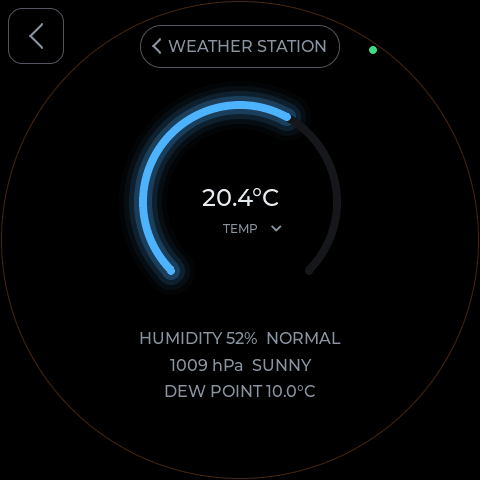 WEATHER STATION
20.4°C
TEMP
HUMIDITY 52% NORMAL
1009 hPa SUNNY
DEW POINT 10.0°C